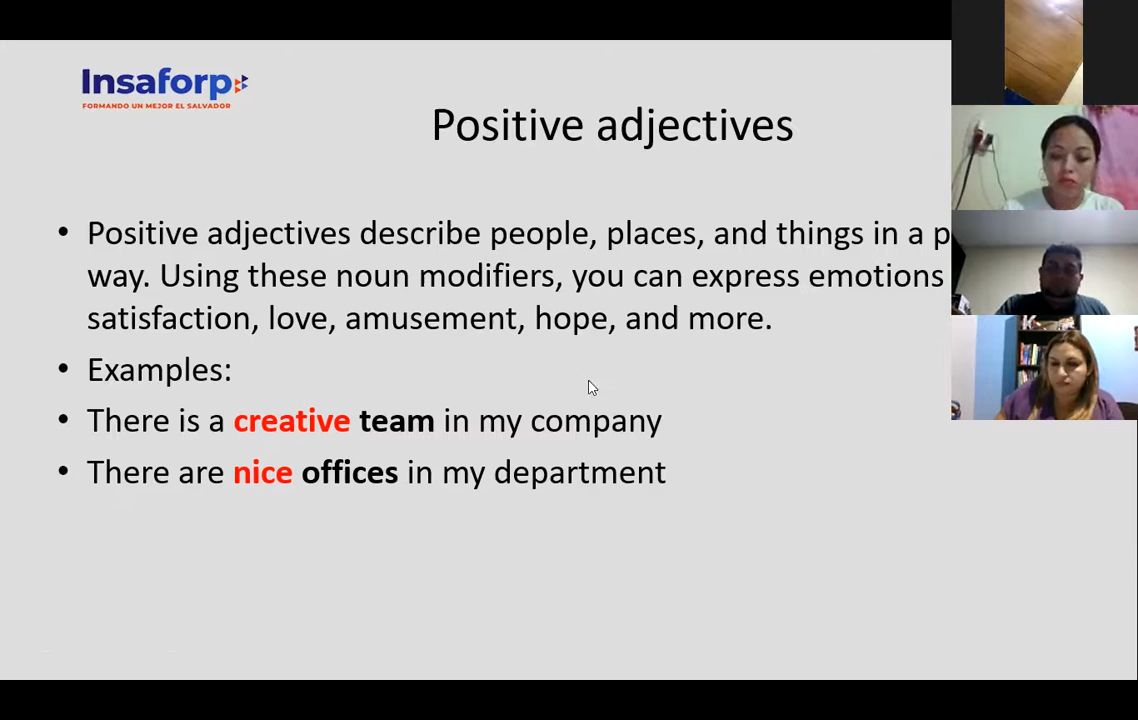 Insaforp
FORMANDO UN MEJOR EL SALVADOR
Positive adjectives
• Positive adjectives describe people, places, and things in a p
way. Using these noun modifiers, you can express emotions
satisfaction, love, amusement, hope, and more.
• Examples:
• There is a creative team in my company
• There are nice offices in my department